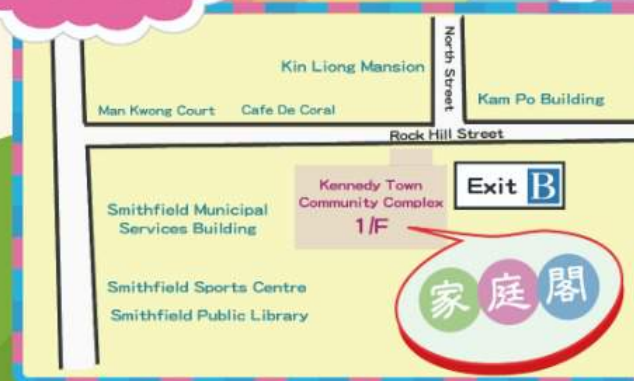 Kin Liong Mansion
North Street
Kam Po Building
Man Kwong Court
Cafe De Coral
Rock Hill Street
Kennedy Town
Community Complex
1/F
Exit B
Smithfield Municipal
Services Building
Smithfield Sports Centre
Smithfield Public Library
家庭閣